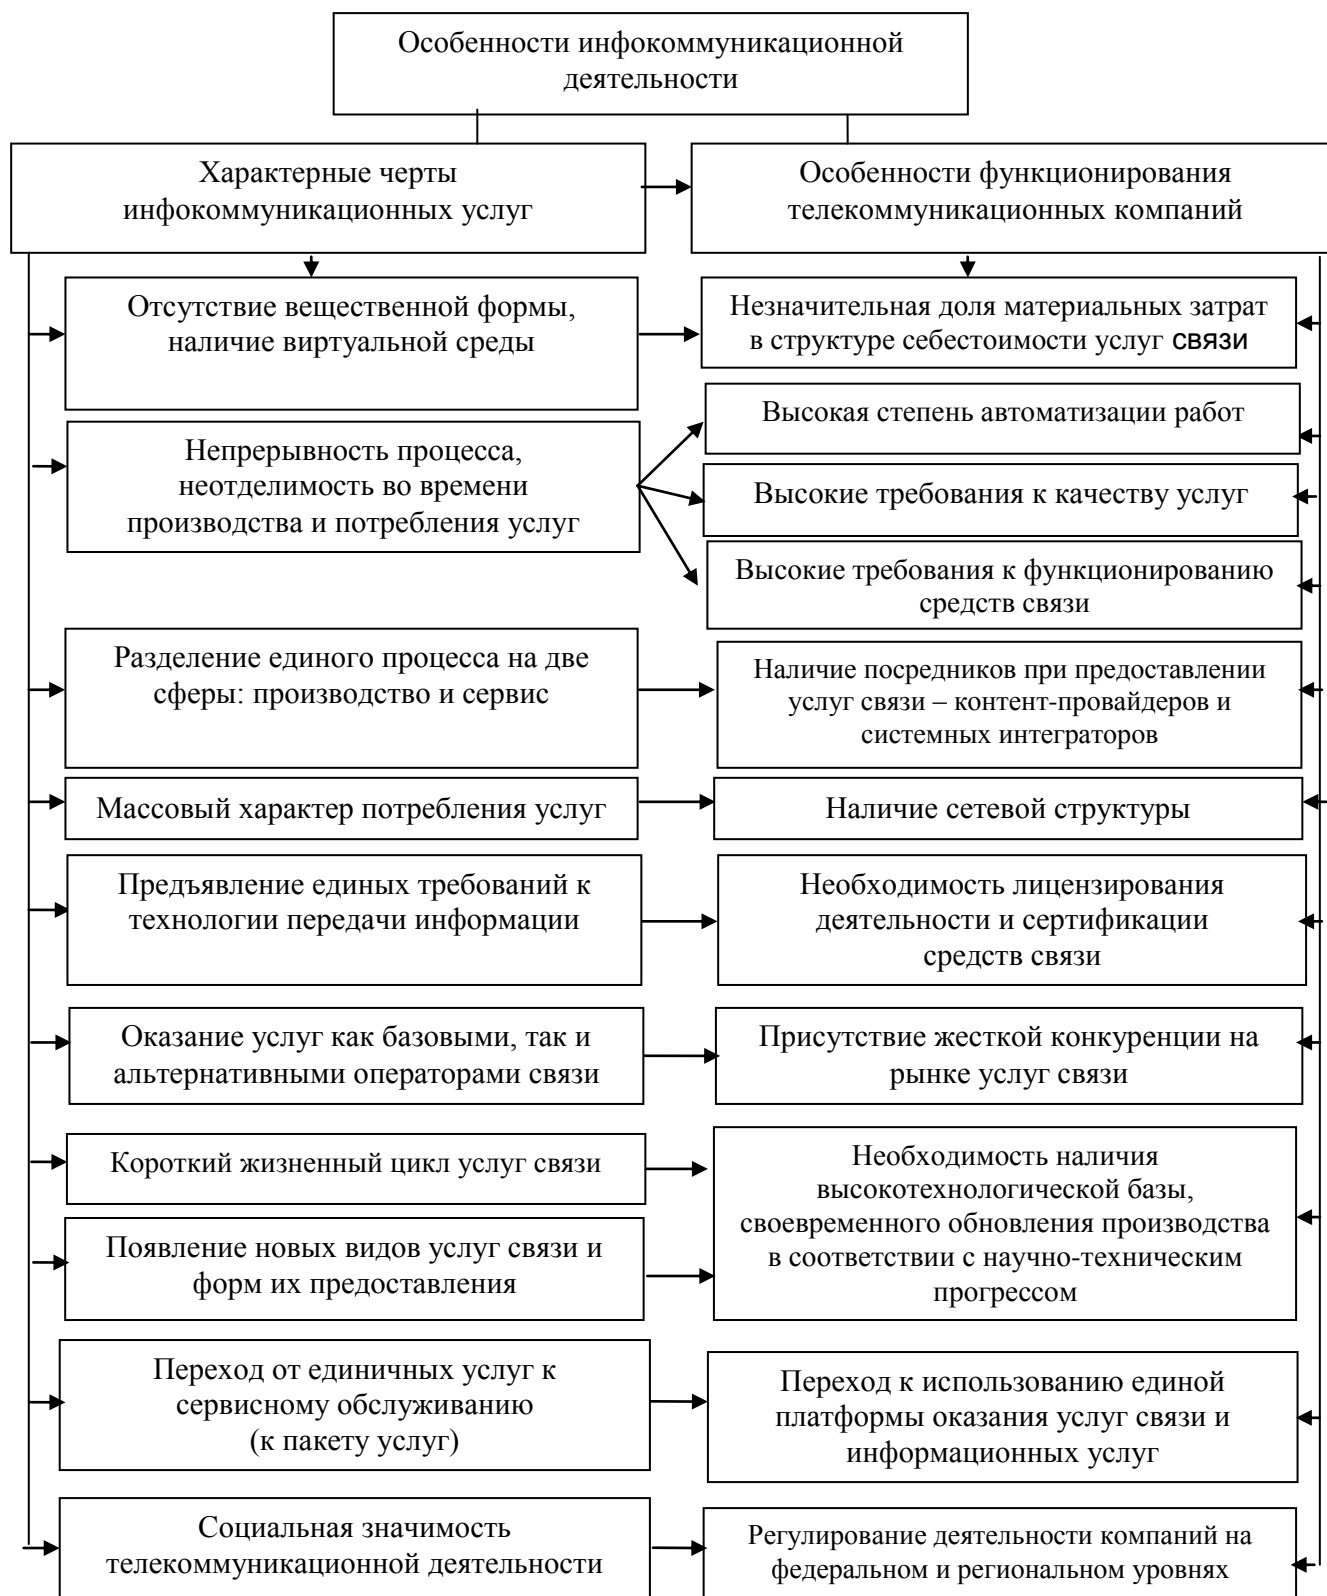 Особенности инфокоммуникационной
деятельности
Характерные черты
инфокоммуникационных услуг
Особенности функционирования
телекоммуникационных компаний
Отсутствие вещественной формы,
наличие виртуальной среды
Незначительная доля материальных затрат
в структуре себестоимости услуг связи
Непрерывность процесса,
неотделимость во времени
производства и потребления услуг
Высокая степень автоматизации работ
Высокие требования к качеству услуг
Высокие требования к функционированию
средств связи
Разделение единого процесса на две
сферы: производство и сервис
Наличие посредников при предоставлении
услуг связи – контент-провайдеров и
системных интеграторов
Массовый характер потребления услуг
Наличие сетевой структуры
Предъявление единых требований к
технологии передачи информации
Необходимость лицензирования
деятельности и сертификации
средств связи
Оказание услуг как базовыми, так и
альтернативными операторами связи
Присутствие жесткой конкуренции на
рынке услуг связи
Короткий жизненный цикл услуг связи
Появление новых видов услуг связи и
форм их предоставления
Необходимость наличия
высокотехнологической базы,
своевременного обновления производства
в соответствии с научно-техническим
прогрессом
Переход от единичных услуг к
сервисному обслуживанию
(к пакету услуг)
Переход к использованию единой
платформы оказания услуг связи и
информационных услуг
Социальная значимость
телекоммуникационной деятельности
Регулирование деятельности компаний на
федеральном и региональном уровнях